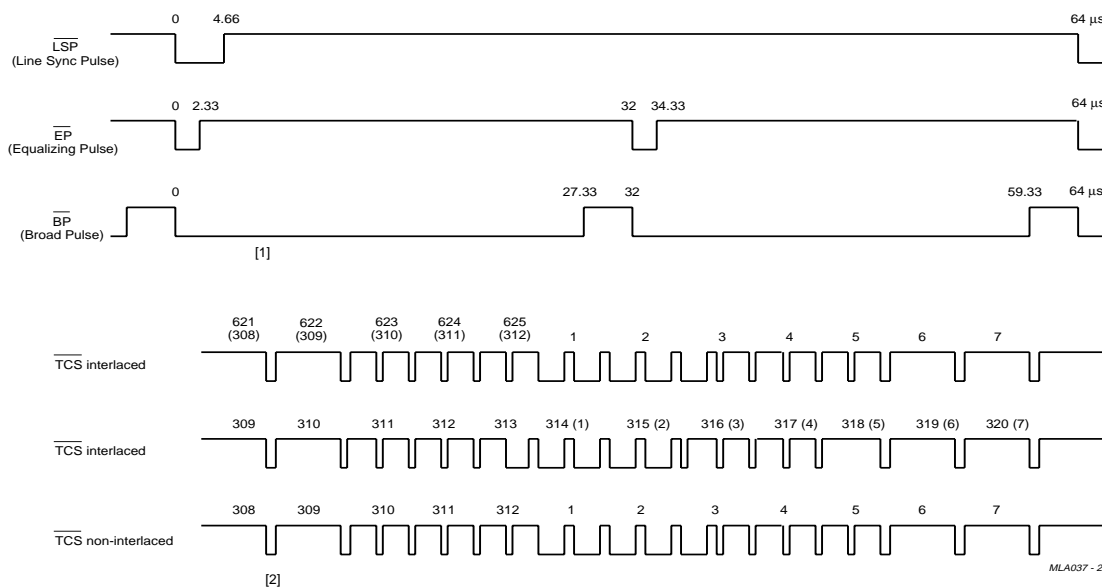 0 4.66 64 µs
LSP
(Line Sync Pulse)
0 2.33 32 34.33 64 µs
EP
(Equalizing Pulse)
0 27.33 32 59.33 64 µs
BP
(Broad Pulse)
[1]
621 622 623 624 625 1 2 3 4 5 6 7
(308) (309) (310) (311) (312)
TCS interlaced
309 310 311 312 313 314 (1) 315 (2) 316 (3) 317 (4) 318 (5) 319 (6) 320 (7)
TCS interlaced
308 309 310 311 312 1 2 3 4 5 6 7
TCS non-interlaced
[2]
MLA037 - 2